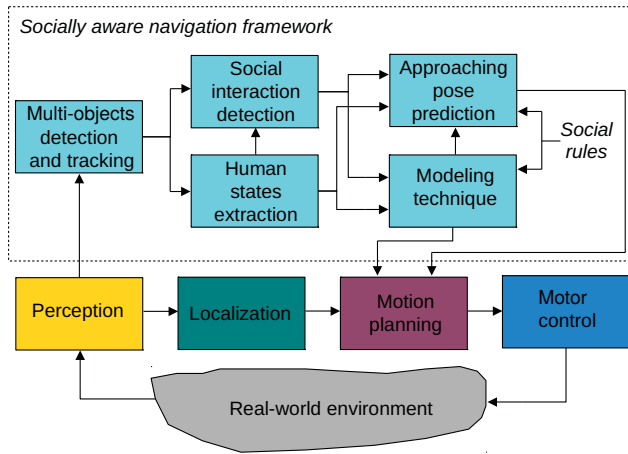 Socially aware navigation framework
Multi-objects
detection
and tracking
Social
interaction
detection
Human
states
extraction
Approaching
pose
prediction
Modeling
technique
Social
rules
Perception
Localization
Motion
planning
Motor
control
Real-world environment